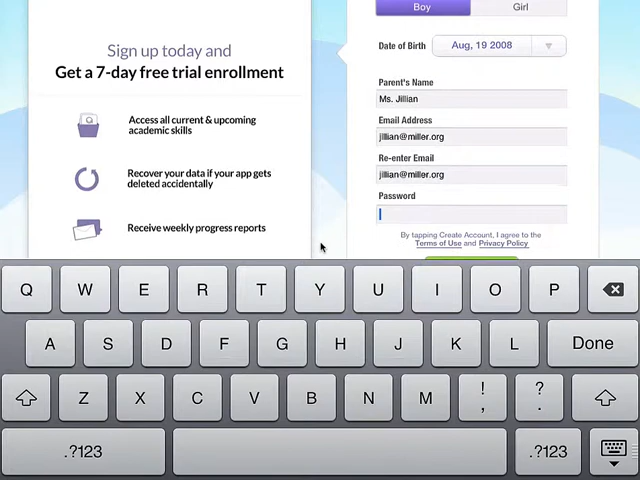 Boy
Girl
Sign up today and
Get a 7-day free trial enrollment
Access all current & upcoming
academic skills
Recover your data if your app gets
deleted accidentally
Receive weekly progress reports
Date of Birth
Aug, 19 2008
Parent's Name
Ms. Jillian
Email Address
jillian@miller.org
Re-enter Email
jillian@miller.org
Password
By tapping Create Account, I agree to the
Terms of Use and Privacy Policy
Q W E R T Y U I O P
A S D F G H J K L Done
Z X C V B N M ! , ? .
.?123 .?123